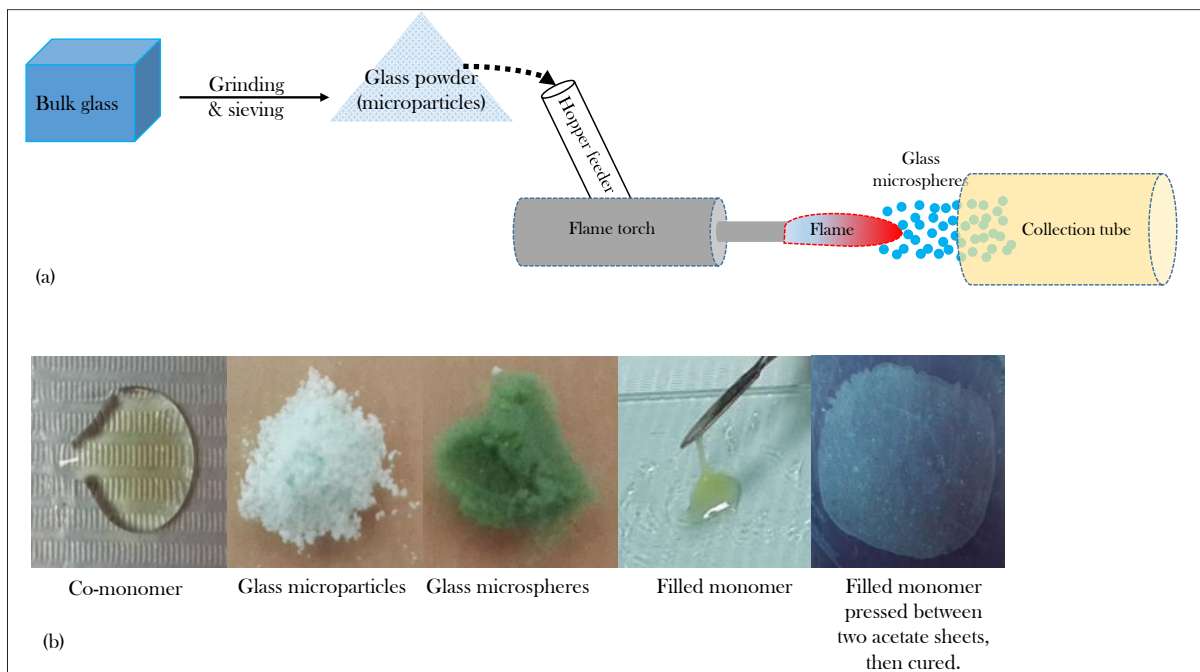 Bulk glass
Grinding
& sieving
Glass powder
(microparticles)
Hopper feeder
Glass
microspheres
Flame torch
Flame
Collection tube
(a)
Co-monomer
Glass microparticles
Glass microspheres
Filled monomer
Filled monomer
pressed between
two acetate sheets,
then cured.
(b)